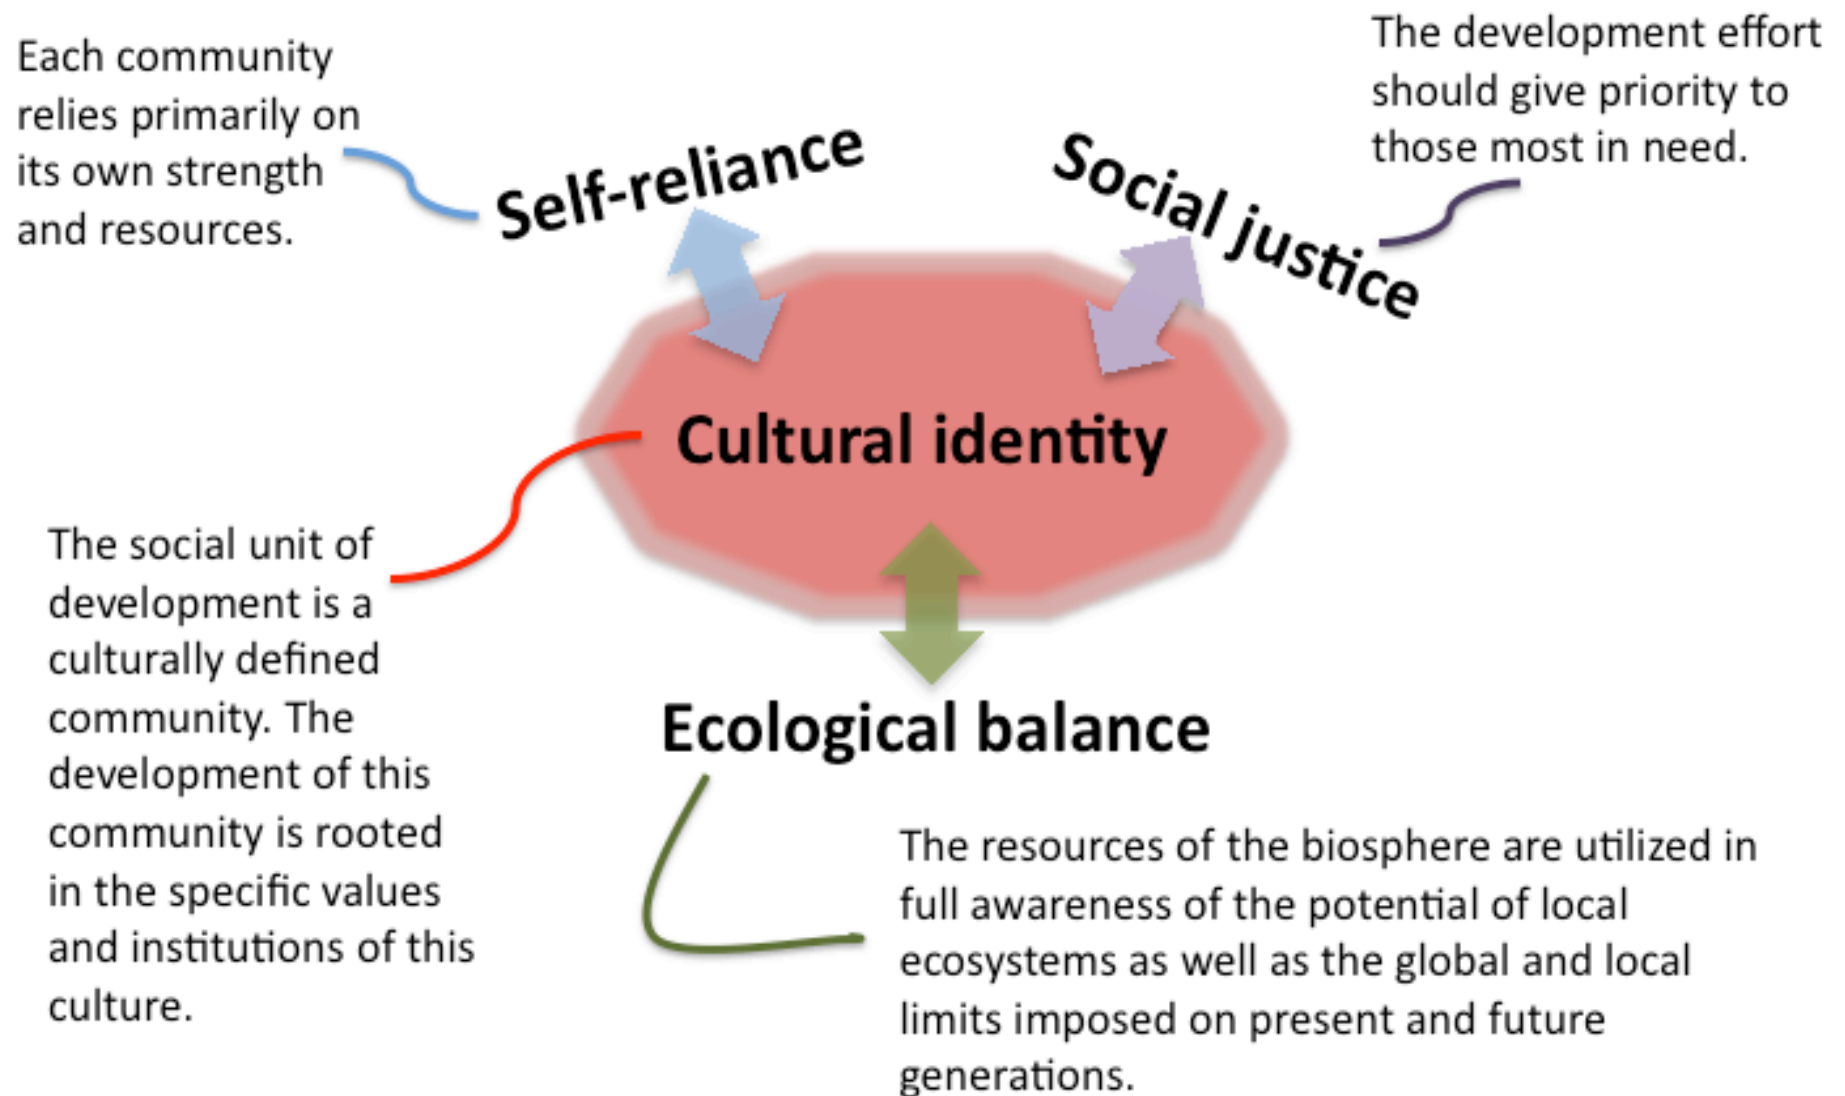 Each community
relies primarily on
its own strength
and resources.
Self-reliance
The development effort
should give priority to
those most in need.
Social justice
Cultural identity
The social unit of
development is a
culturally defined
community. The
development of this
community is rooted
in the specific values
and institutions of this
culture.
Ecological balance
The resources of the biosphere are utilized in
full awareness of the potential of local
ecosystems as well as the global and local
limits imposed on present and future
generations.